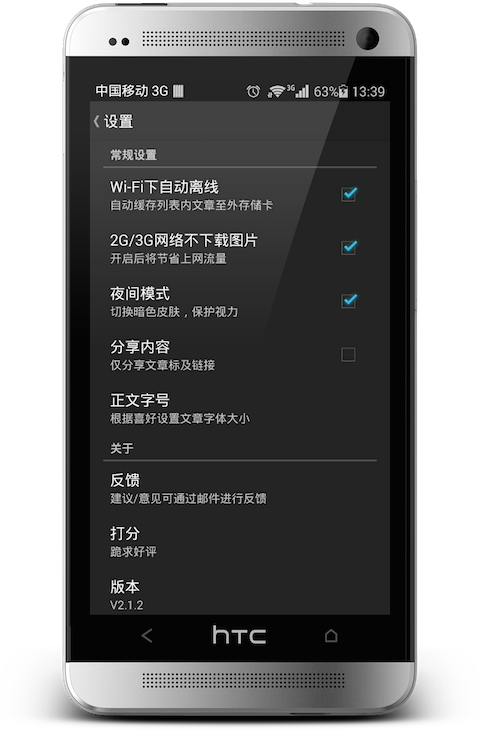 中国移动 3G 3G 63% 13:39
设置
常规设置
Wi-Fi下自动离线
自动缓存列表内文章至外存储卡
2G/3G网络不下载图片
开启后将节省上网流量
夜间模式
切换暗色皮肤，保护视力
分享内容
仅分享文章标及链接
正文字号
根据喜好设置文章字体大小
关于
反馈
建议/意见可通过邮件进行反馈
打分
跪求好评
版本
V2.1.2
hTC